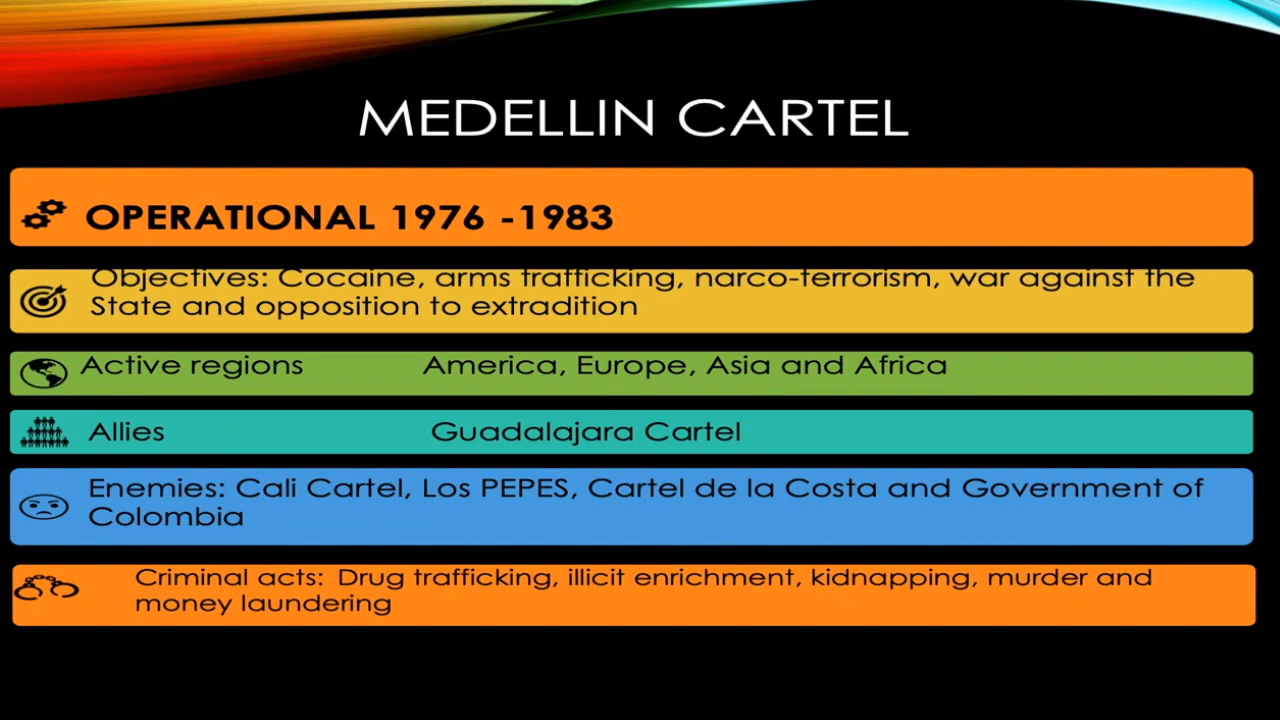 MEDELLIN CARTEL
OPERATIONAL 1976 -1983
Objectives: Cocaine, arms trafficking, narco-terrorism, war against the
State and opposition to extradition
Active regions America, Europe, Asia and Africa
Allies Guadalajara Cartel
Enemies: Cali Cartel, Los PEPES, Cartel de la Costa and Government of
Colombia
Criminal acts: Drug trafficking, illicit enrichment, kidnapping, murder and
money laundering